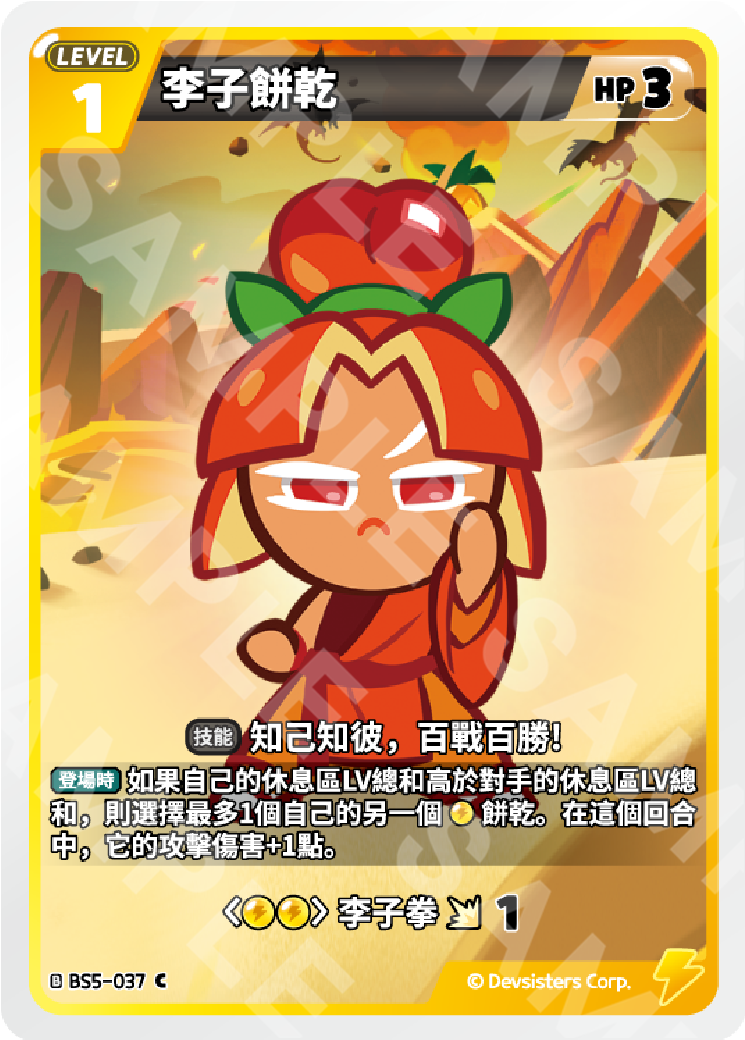 LEVEL
1
李子餅乾
HP 3
技能 知己知彼，百戰百勝!
登場時 如果自己的休息區LV總和高於對手的休息區LV總
和，則選擇最多1個自己的另一個 餅乾。在這個回合
中，它的攻擊傷害+1點。
《 》 李子拳 1
B BS5-037 C
© Devsisters Corp.
SAMPLE